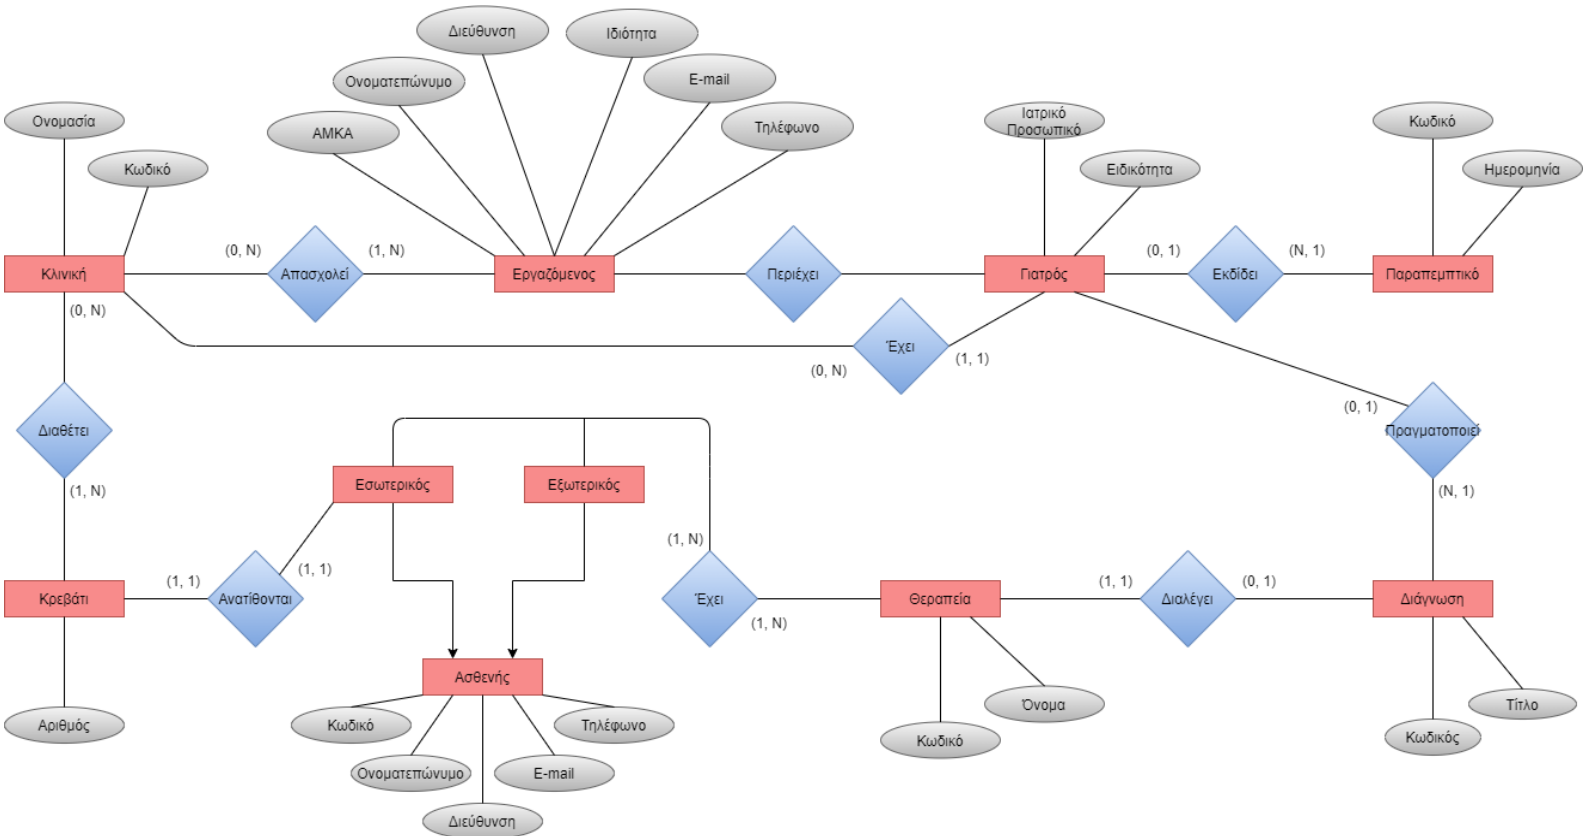 Διεύθυνση
Ιδιότητα
Ονοματεπώνυμο
E-mail
Ονομασία
ΑΜΚΑ
Τηλέφωνο
Ιατρικό
Προσωπικό
Κωδικό
Κωδικό
Ειδικότητα
Ημερομηνία
(0, N)
(1, N)
(0, 1)
(N, 1)
Κλινική
Απασχολεί
Εργαζόμενος
Περιέχει
Γιατρός
Εκδίδει
Παραπεμπτικό
(0, N)
Έχει
(1, 1)
(0, N)
(0, 1)
Διαθέτει
Πραγματοποιεί
(1, N)
Εσωτερικός
Εξωτερικός
(N, 1)
(1, N)
(1, 1)
(1, 1)
(1, 1)
(0, 1)
Κρεβάτι
Ανατίθονται
Έχει
Θεραπεία
Διαλέγει
Διάγνωση
(1, N)
Ασθενής
Αριθμός
Κωδικό
Τηλέφωνο
Όνομα
Τίτλο
Κωδικό
Κωδικός
Ονοματεπώνυμο
E-mail
Διεύθυνση